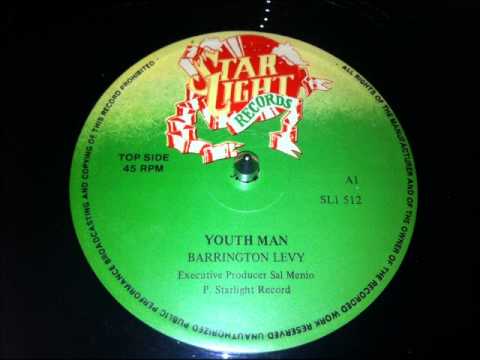 STAR
LIGHT
RECORDS
TOP SIDE
45 RPM
A1
SL1 512
YOUTH MAN
BARRINGTON LEVY
Executive Producer Sal Menio
P. Starlight Record
ALL RIGHTS OF THE MANUFACTURER AND OF THE OWNER OF THE RECORDED WORK RESERVED UNAUTHORIZED PUBLIC PERFORMANCE BROADCASTING AND COPYING OF THIS RECORD PROHIBITED